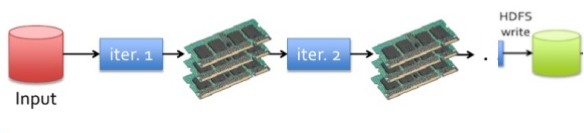 Input
iter. 1
iter. 2
.
HDFS
write